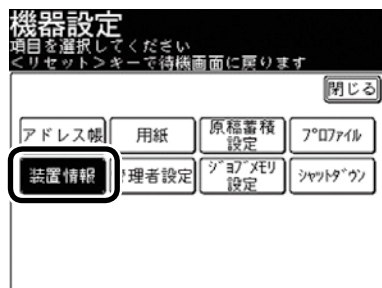 機器設定
項目を選択してください
<リセット>キーで待機画面に戻ります
閉じる
アドレス帳 用紙 原稿蓄積設定 プロファイル
装置情報 管理者設定 ジョブメモリ設定 シャットダウン